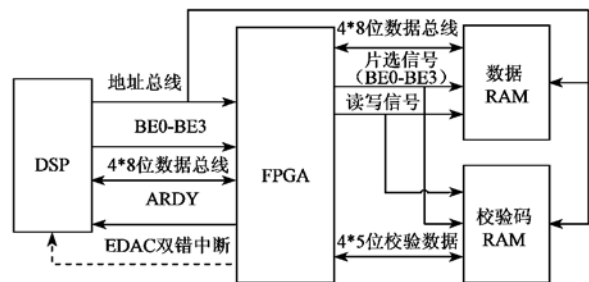 地址总线
BE0-BE3
DSP
4*8位数据总线
ARDY
EDAC双错中断
FPGA
4*8位数据总线
片选信号
(BE0-BE3)
读写信号
4*5位校验数据
数据
RAM
校验码
RAM